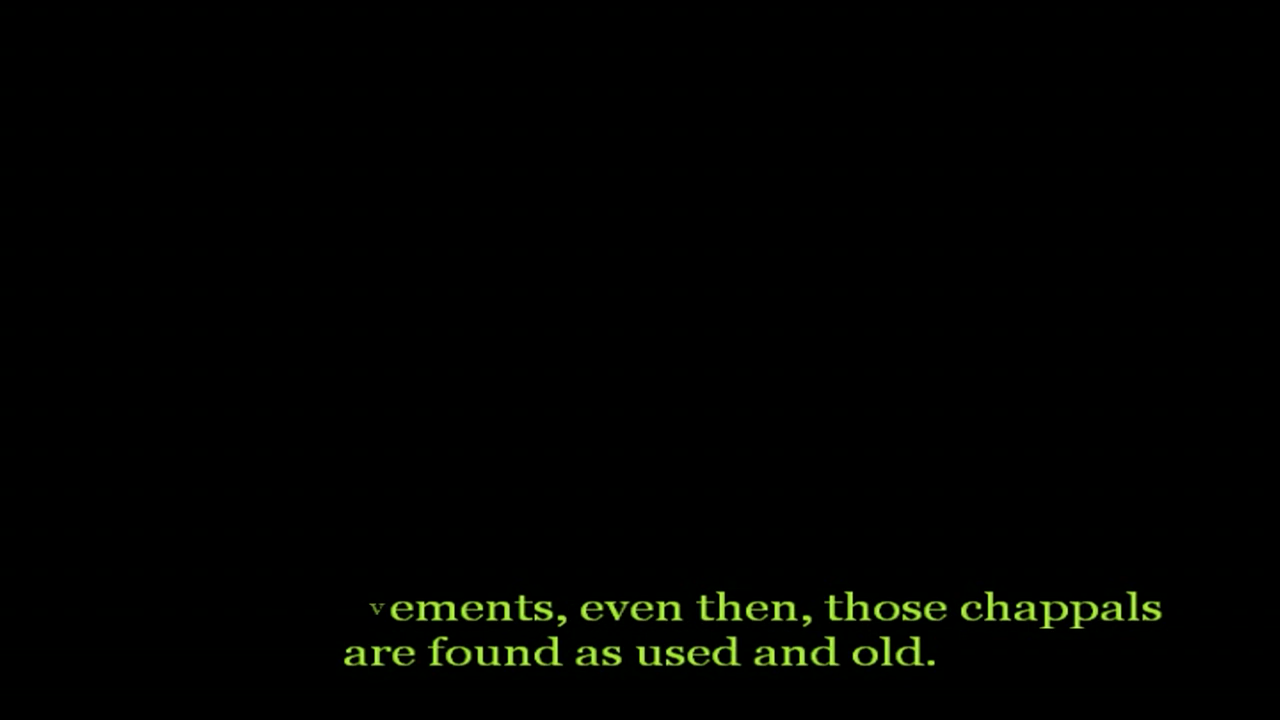 vements, even then, those chappals
are found as used and old.